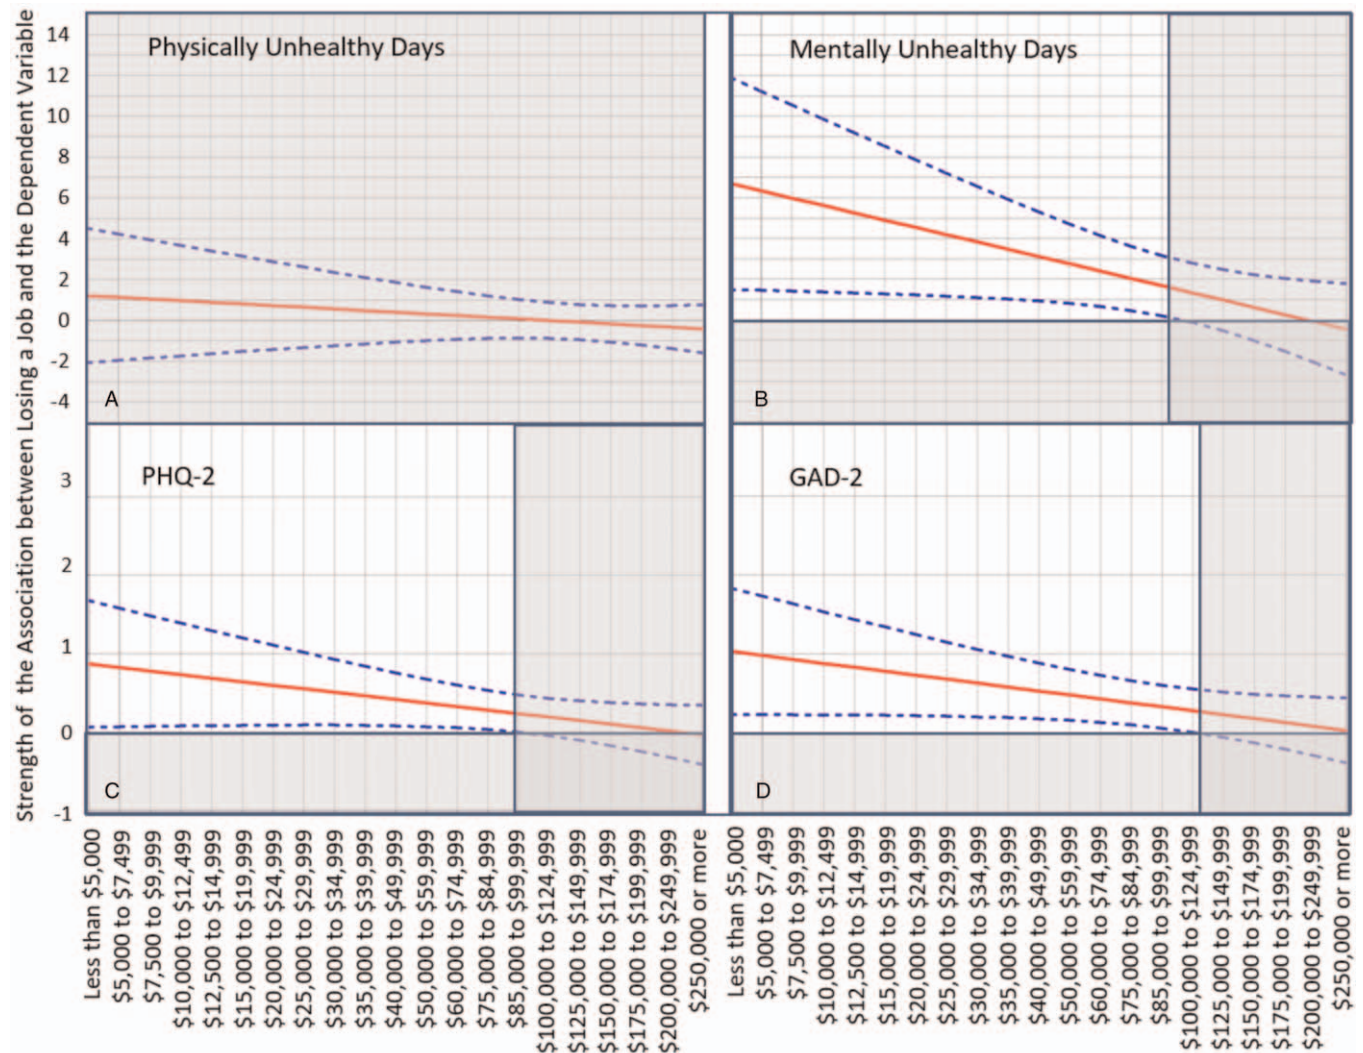 Strength of the Association between Losing a Job and the Dependent Variable
14
12
10
8
6
4
2
0
-2
-4
Physically Unhealthy Days
A
Mentally Unhealthy Days
B
3
2
1
0
-1
PHQ-2
C
GAD-2
D
Less than $5,000
$5,000 to $7,499
$7,500 to $9,999
$10,000 to $12,499
$12,500 to $14,999
$15,000 to $19,999
$20,000 to $24,999
$25,000 to $29,999
$30,000 to $34,999
$35,000 to $39,999
$40,000 to $49,999
$50,000 to $59,999
$60,000 to $74,999
$75,000 to $84,999
$85,000 to $99,999
$100,000 to $124,999
$125,000 to $149,999
$150,000 to $174,999
$175,000 to $199,999
$200,000 to $249,999
$250,000 or more
Less than $5,000
$5,000 to $7,499
$7,500 to $9,999
$10,000 to $12,499
$12,500 to $14,999
$15,000 to $19,999
$20,000 to $24,999
$25,000 to $29,999
$30,000 to $34,999
$35,000 to $39,999
$40,000 to $49,999
$50,000 to $59,999
$60,000 to $74,999
$75,000 to $84,999
$85,000 to $99,999
$100,000 to $124,999
$125,000 to $149,999
$150,000 to $174,999
$175,000 to $199,999
$200,000 to $249,999
$250,000 or more